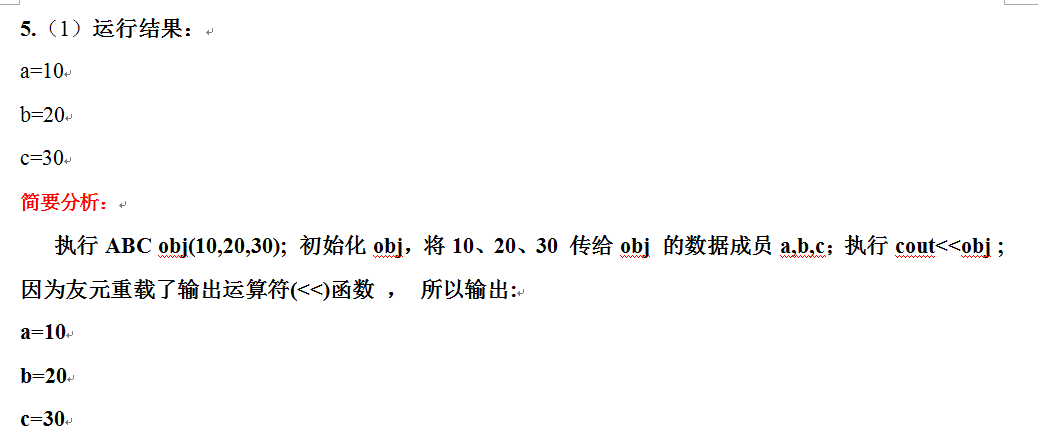 5.（1）运行结果：
a=10
b=20
c=30
简要分析：
执行 ABC obj(10,20,30); 初始化 obj，将 10、20、30 传给 obj 的数据成员 a,b,c；执行 cout<<obj ;
因为友元重载了输出运算符(<<)函数 ， 所以输出:
a=10
b=20
c=30